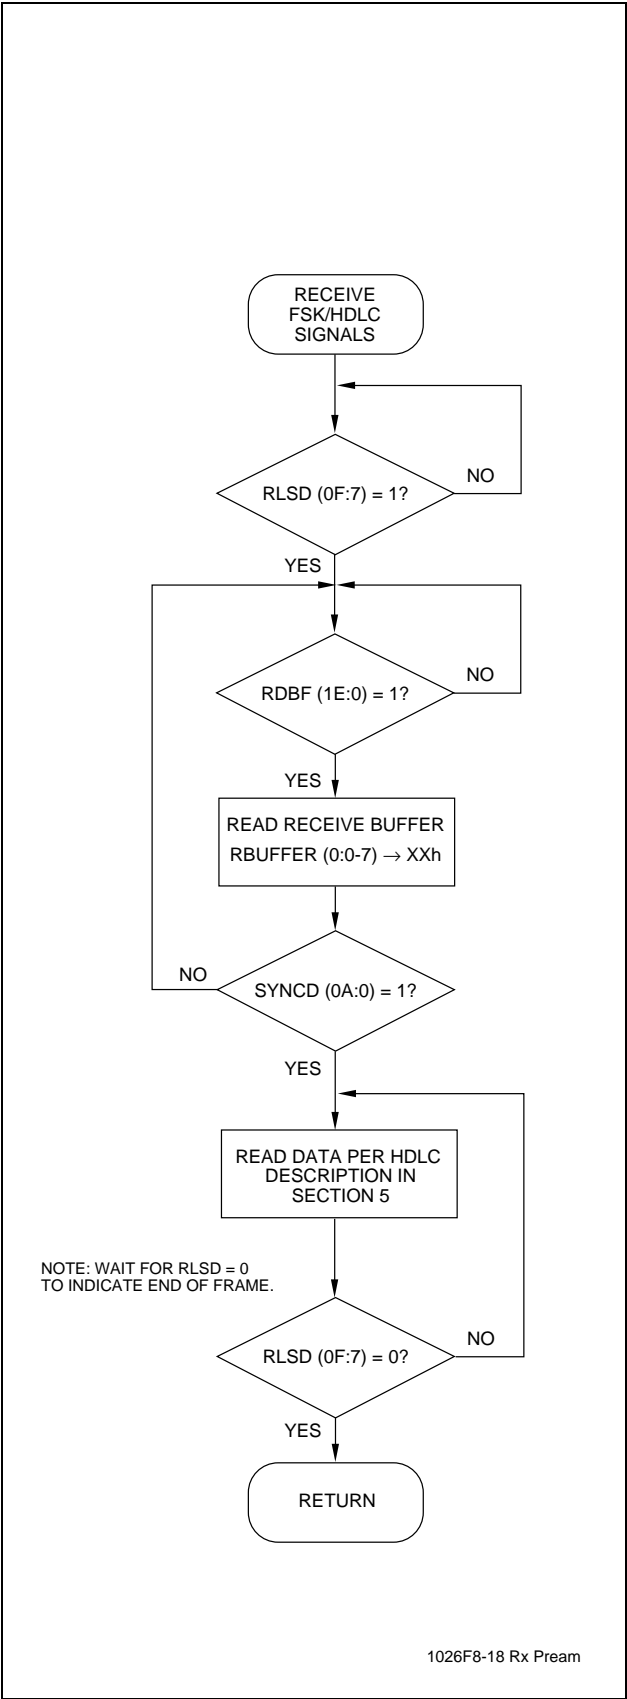 RECEIVE
FSK/HDLC
SIGNALS
RLSD (0F:7) = 1?
NO
YES
RDBF (1E:0) = 1?
NO
YES
READ RECEIVE BUFFER
RBUFFER (0:0-7) → XXh
NO
SYNCD (0A:0) = 1?
YES
READ DATA PER HDLC
DESCRIPTION IN
SECTION 5
NOTE: WAIT FOR RLSD = 0
TO INDICATE END OF FRAME.
RLSD (0F:7) = 0?
NO
YES
RETURN
1026F8-18 Rx Pream